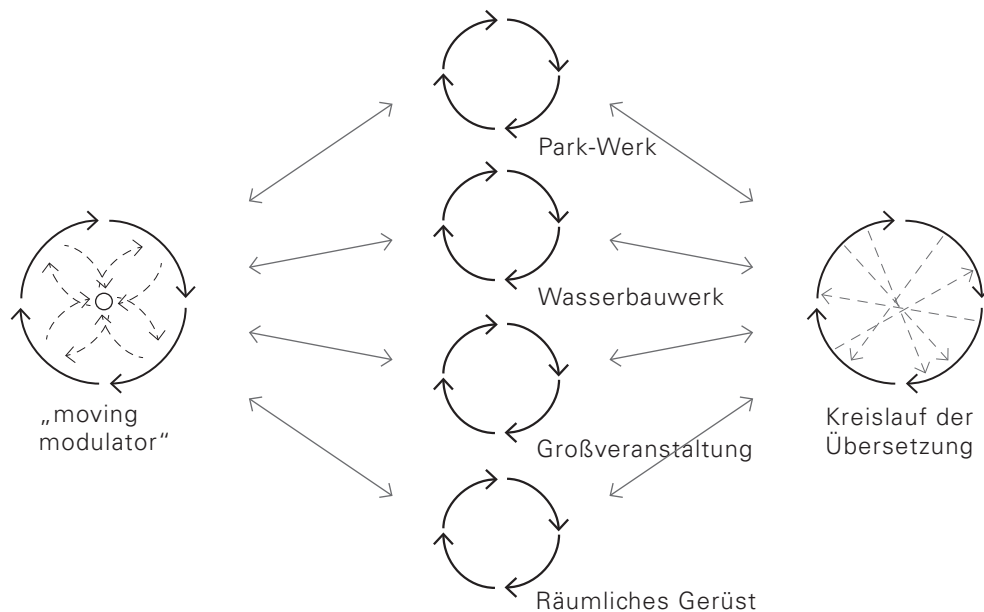 Park-Werk
Wasserbauwerk
„moving
modulator“
Großveranstaltung
Kreislauf der
Übersetzung
Räumliches Gerüst